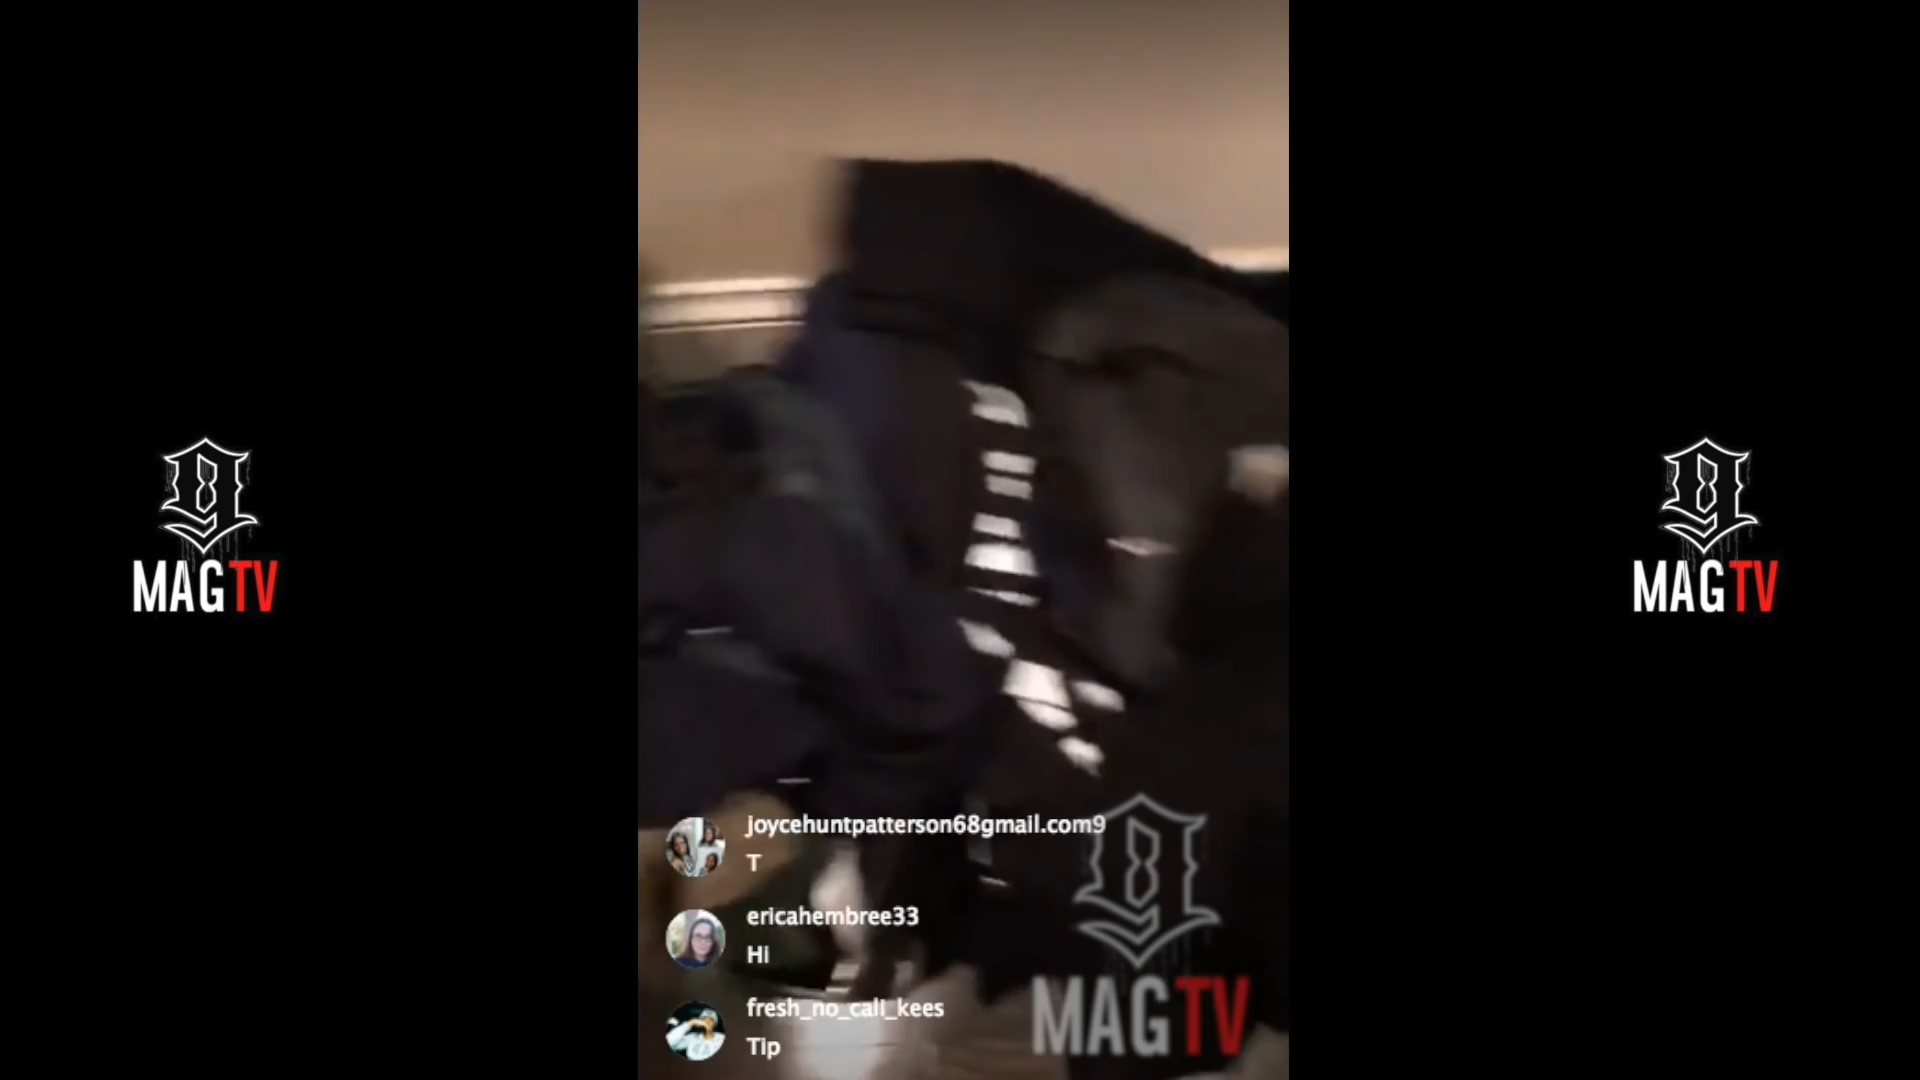 MAGTV
joycehuntpatterson68gmail.com9
T
ericahembree33
Hi
fresh_no_call_kees
Tip
MAGTV
MAGTV